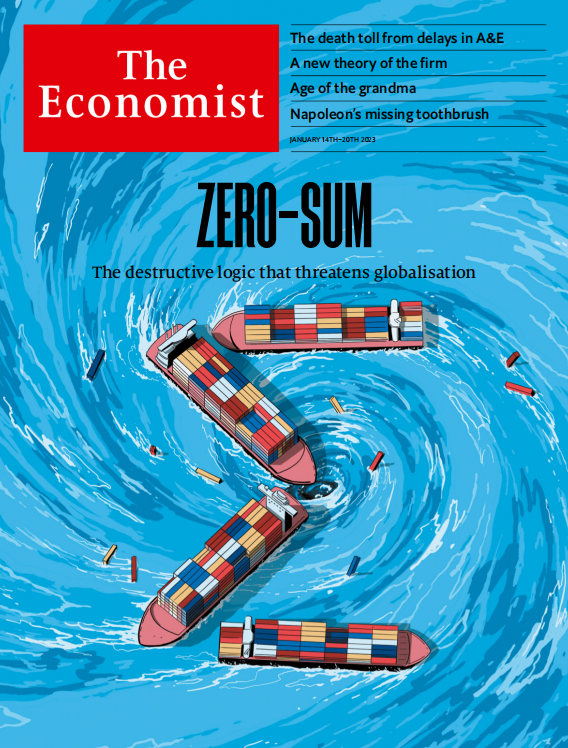 The
Economist
The death toll from delays in A&E
A new theory of the firm
Age of the grandma
Napoleon's missing toothbrush
JANUARY 14TH–20TH 2023
ZERO–SUM
The destructive logic that threatens globalisation